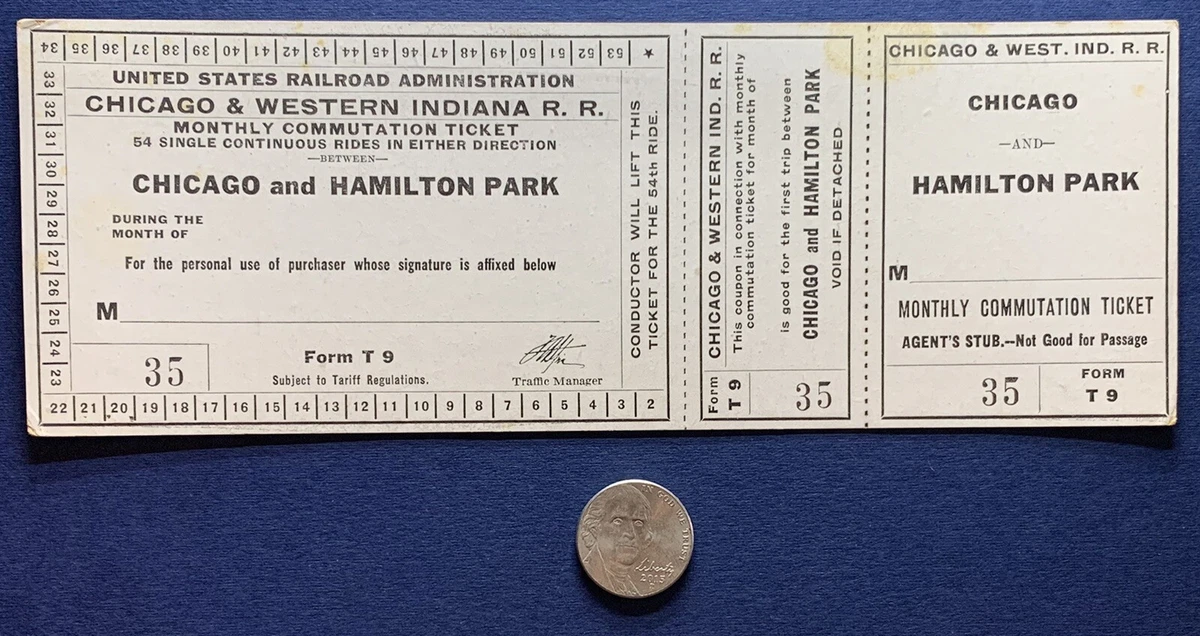 34 35 36 37 38 39 40 41 42 43 44 45 46 47 48 49 50 51 52 53 ★
33
32
31
30
29
28
27
26
25
24
23
22 21 20 19 18 17 16 15 14 13 12 11 10 9 8 7 6 5 4 3 2
UNITED STATES RAILROAD ADMINISTRATION
CHICAGO & WESTERN INDIANA R. R.
MONTHLY COMMUTATION TICKET
54 SINGLE CONTINUOUS RIDES IN EITHER DIRECTION
—BETWEEN—
CHICAGO and HAMILTON PARK
DURING THE
MONTH OF
For the personal use of purchaser whose signature is affixed below
M
35
Form T 9
Subject to Tariff Regulations.
Traffic Manager
CONDUCTOR WILL LIFT THIS
TICKET FOR THE 54th RIDE.
CHICAGO & WESTERN IND. R. R.
This coupon in connection with monthly
commutation ticket for month of
is good for the first trip between
CHICAGO and HAMILTON PARK
VOID IF DETACHED
Form
T 9
35
CHICAGO & WEST. IND. R. R.
CHICAGO
—AND—
HAMILTON PARK
M
MONTHLY COMMUTATION TICKET
AGENT'S STUB.--Not Good for Passage
35
FORM
T 9
IN GOD WE TRUST
Liberty
2015